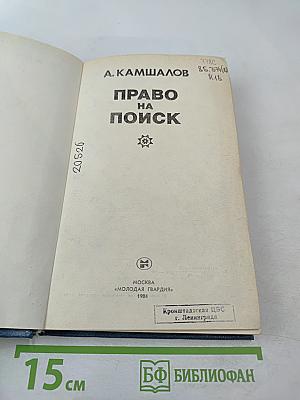 А. КАМШАЛОВ
ПРАВО
НА
ПОИСК
20526
МОСКВА
«МОЛОДАЯ ГВАРДИЯ»
1984
Кронштадтская ЦБС
г. Ленинграда
15 см
БФ БИБЛИОФАН